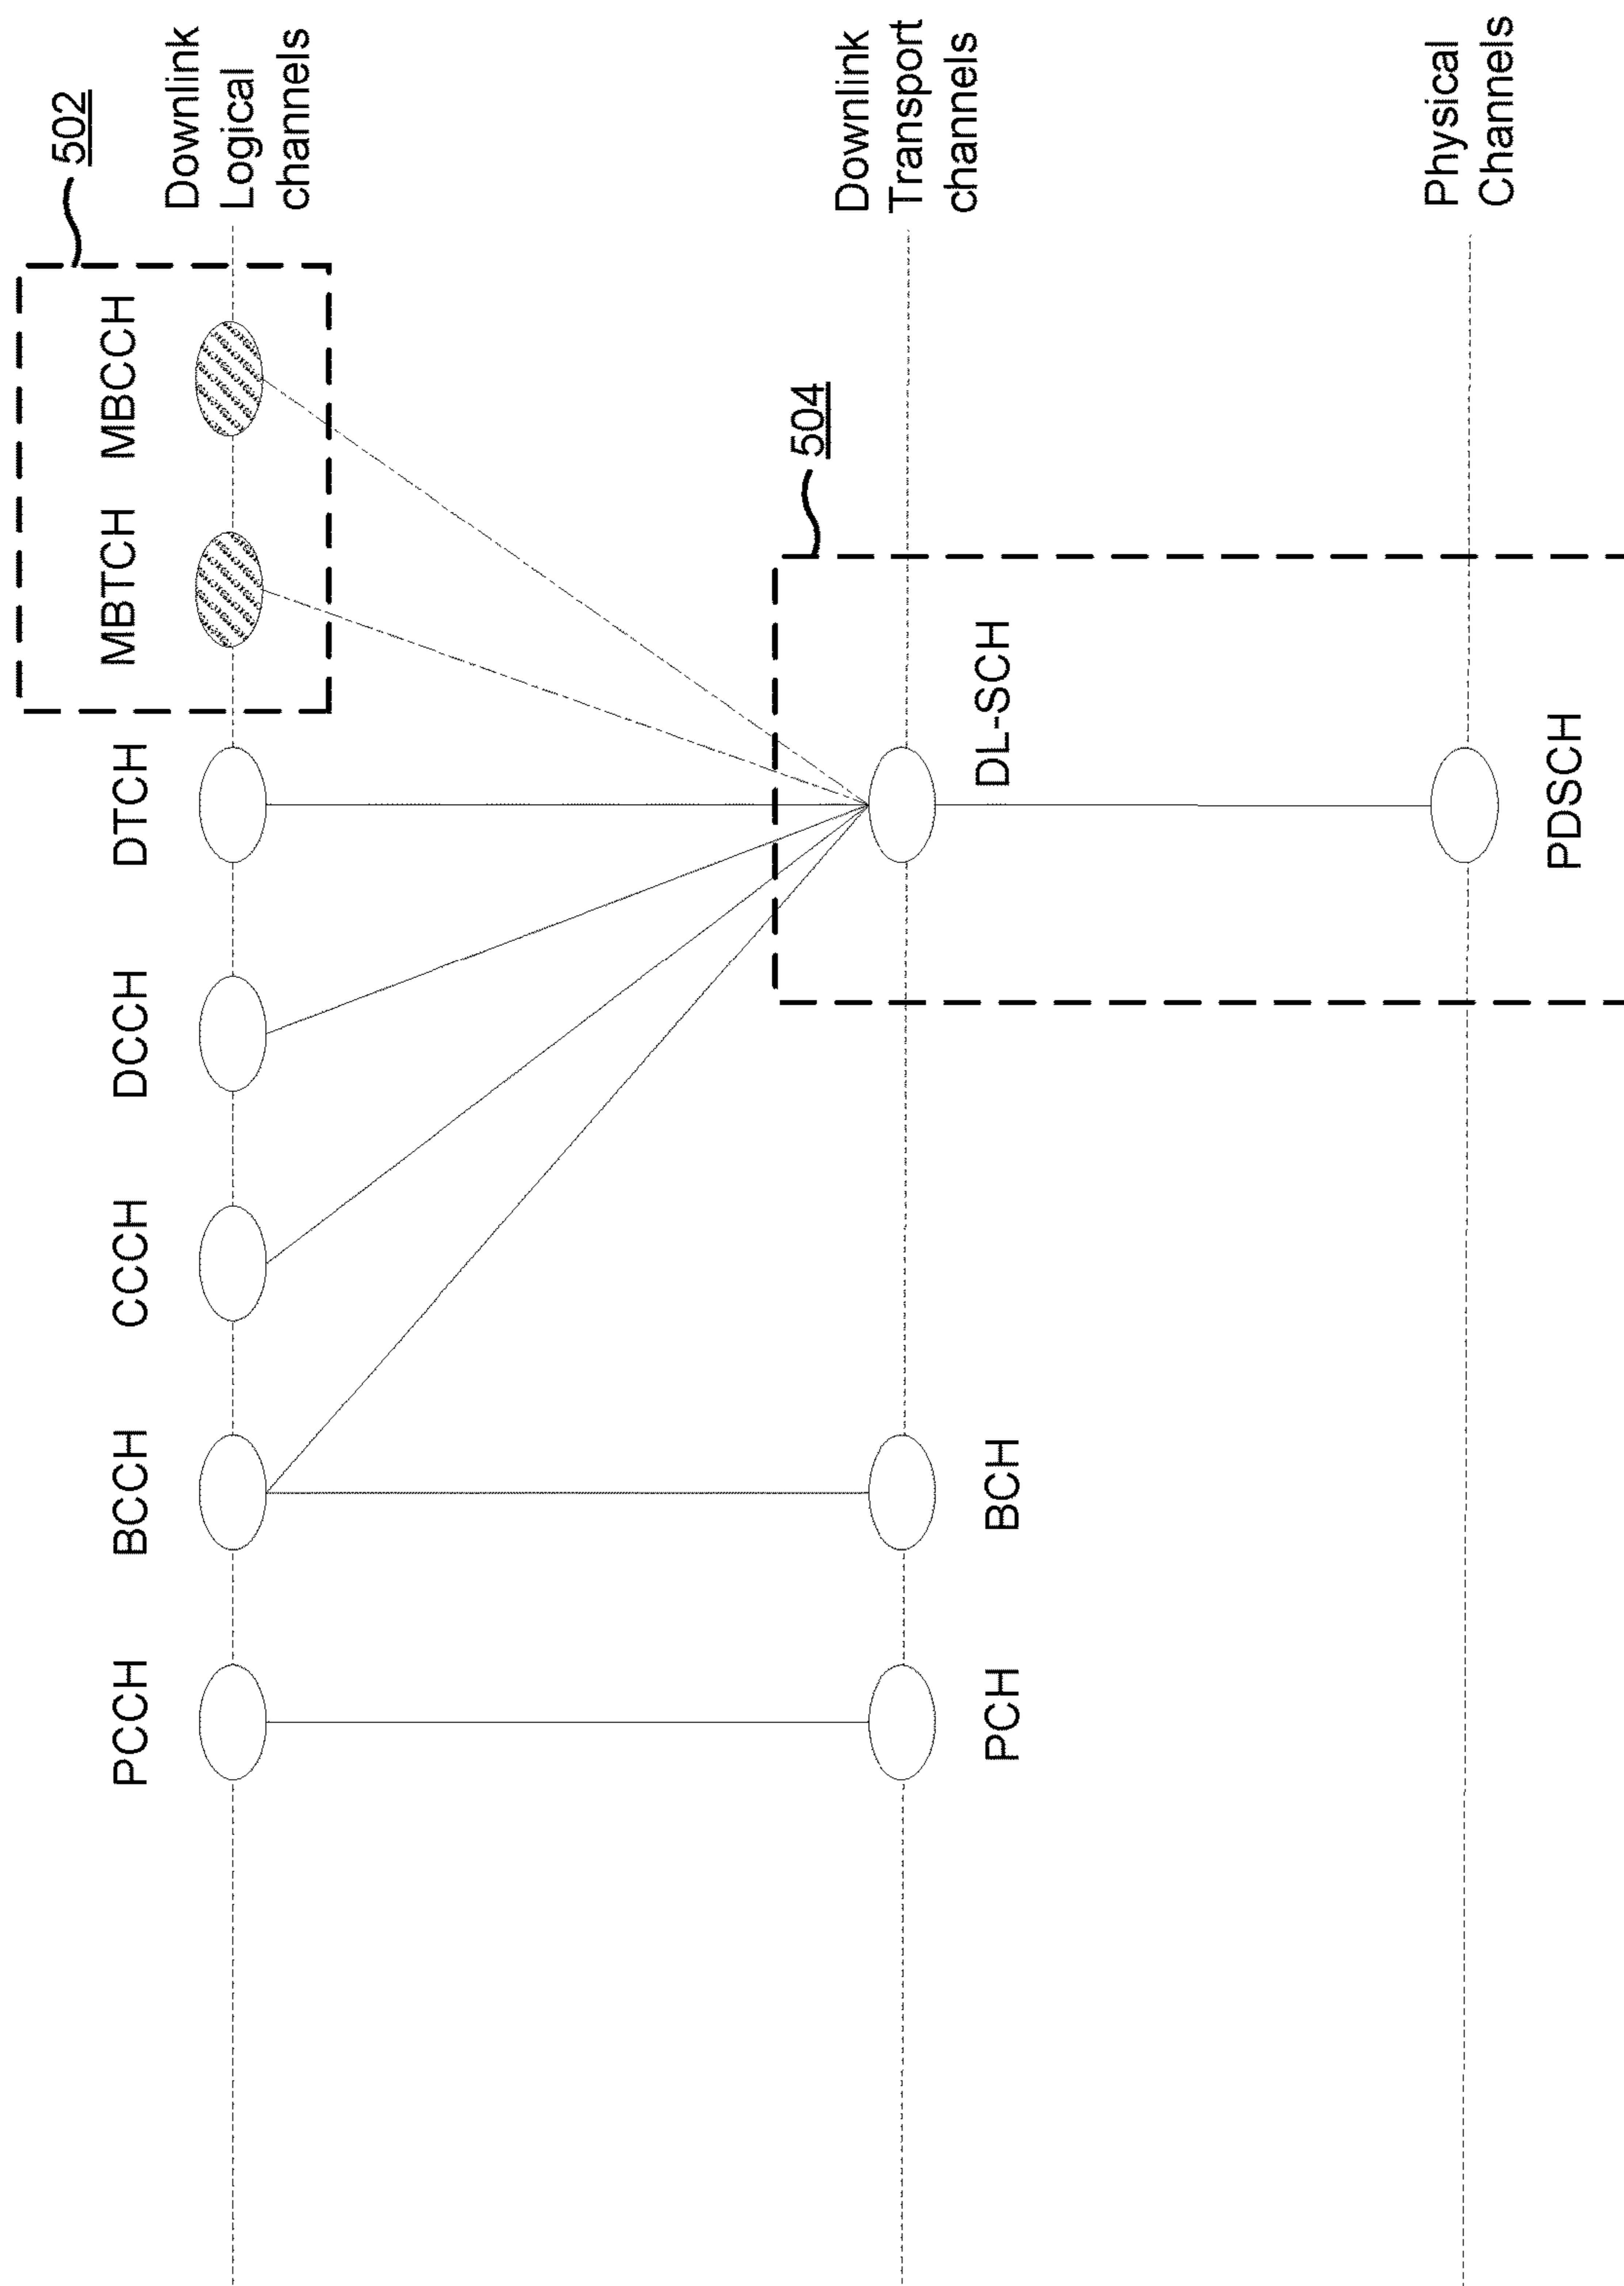 502
PCCH
BCCH
CCCH
DCCH
DTCH
MBTCH
MBCCH
Downlink
Logical
channels
504
Downlink
Transport
channels
PCH
BCH
DL-SCH
Physical
Channels
PDSCH